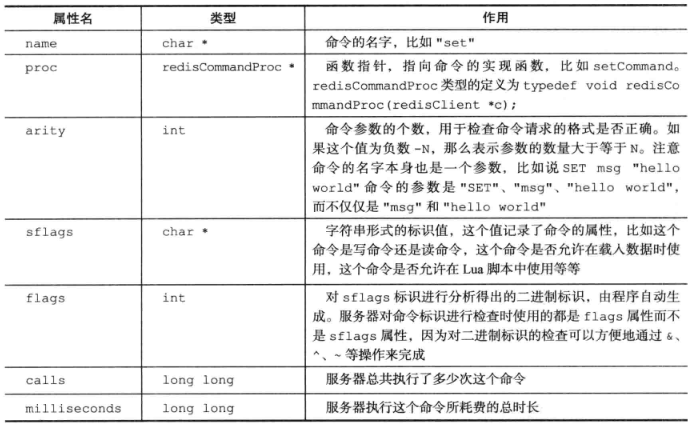 属性名 类型 作用
name char * 命令的名字，比如 "set"
proc redisCommandProc * 函数指针，指向命令的实现函数，比如 setCommand。
redisCommandProc 类型的定义为 typedef void redisCo
mmandProc(redisClient *c);
arity int 命令参数的个数，用于检查命令请求的格式是否正确。如
果这个值为负数 -N，那么表示参数的数量大于等于 N。注意
命令的名字本身也是一个参数，比如说 SET msg "hello
world" 命令的参数是 "SET"、"msg"、"hello world"，
而不仅仅是 "msg" 和 "hello world"
sflags char * 字符串形式的标识值，这个值记录了命令的属性，比如这个
命令是写命令还是读命令，这个命令是否允许在载入数据时使
用，这个命令是否允许在 Lua 脚本中使用等等
flags int 对 sflags 标识进行分析得出的二进制标识，由程序自动
生成。服务器对命令标识进行检查时使用的都是 flags 属性而不
是 sflags 属性，因为对二进制标识的检查可以方便地通过 &、
^、~ 等操作来完成
calls long long 服务器总共执行了多少次这个命令
milliseconds long long 服务器执行这个命令所耗费的总时长